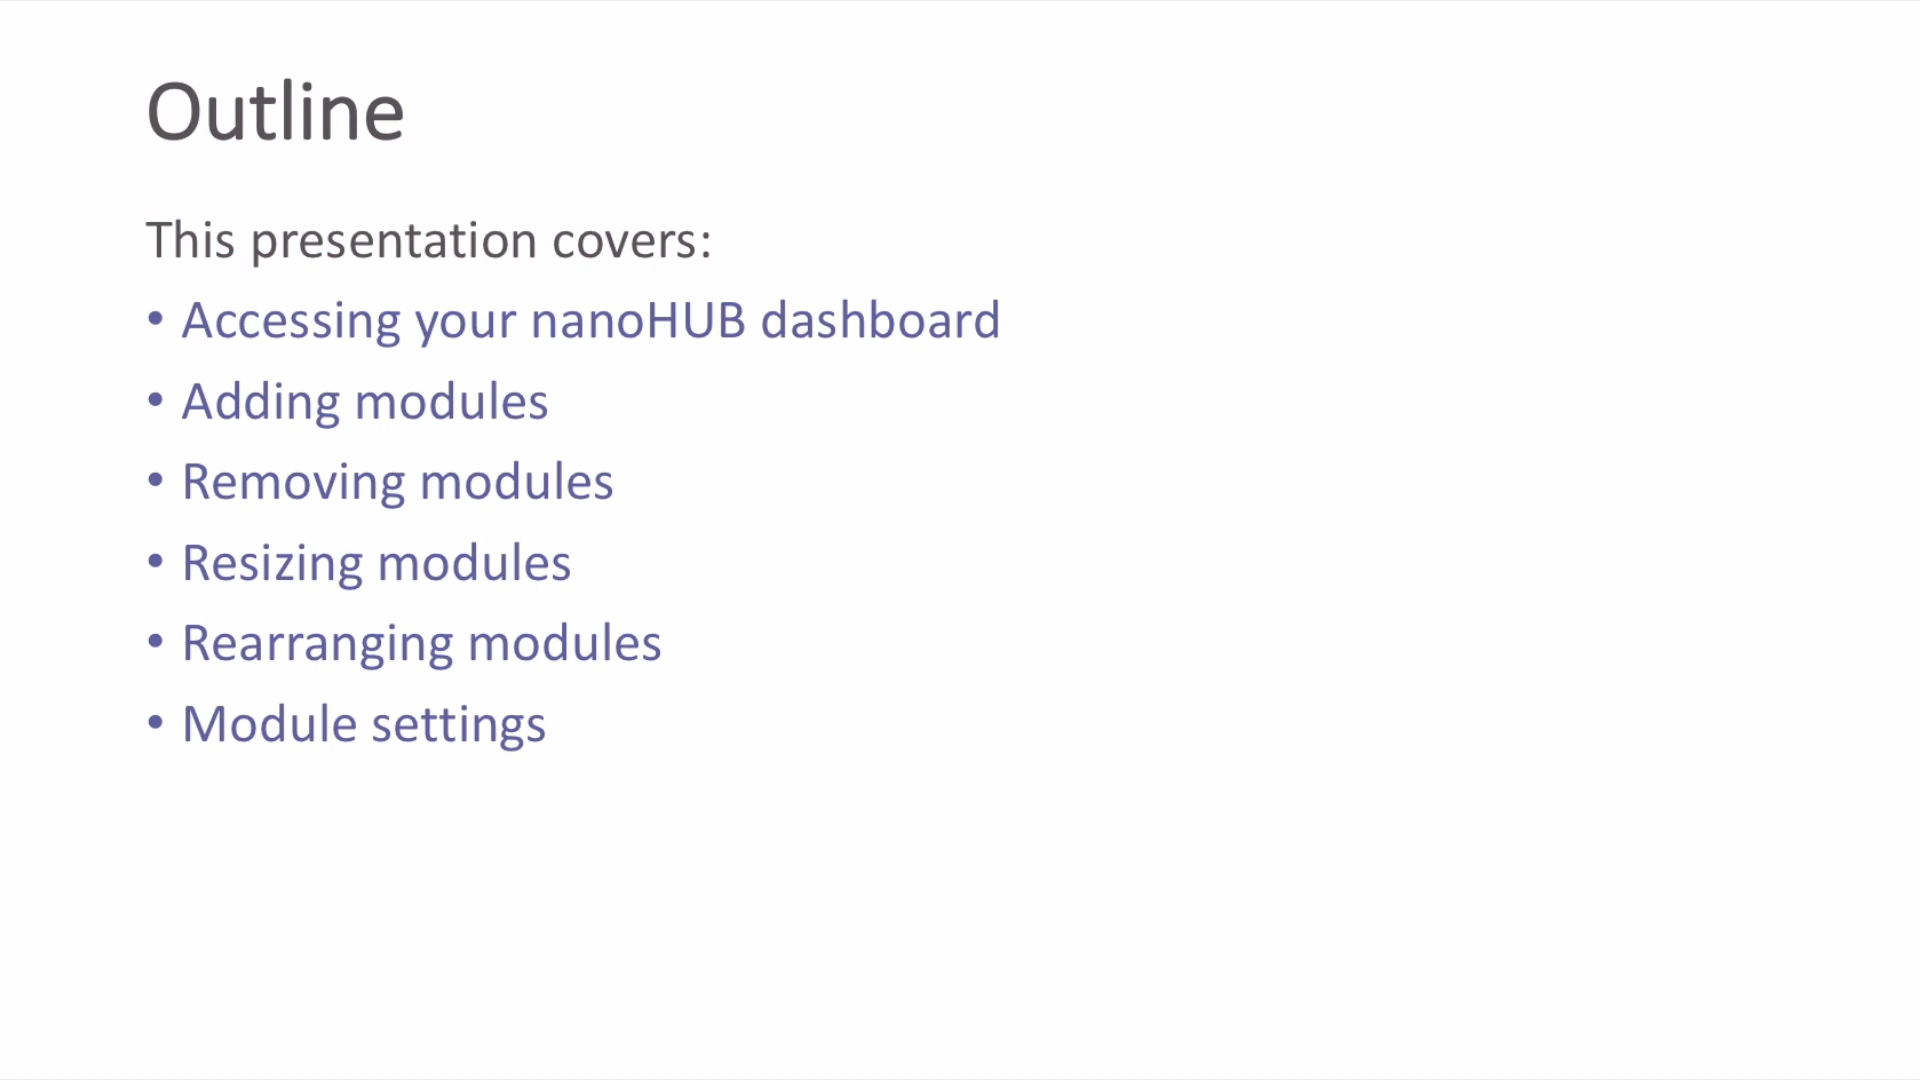 Outline
This presentation covers:
• Accessing your nanoHUB dashboard
• Adding modules
• Removing modules
• Resizing modules
• Rearranging modules
• Module settings